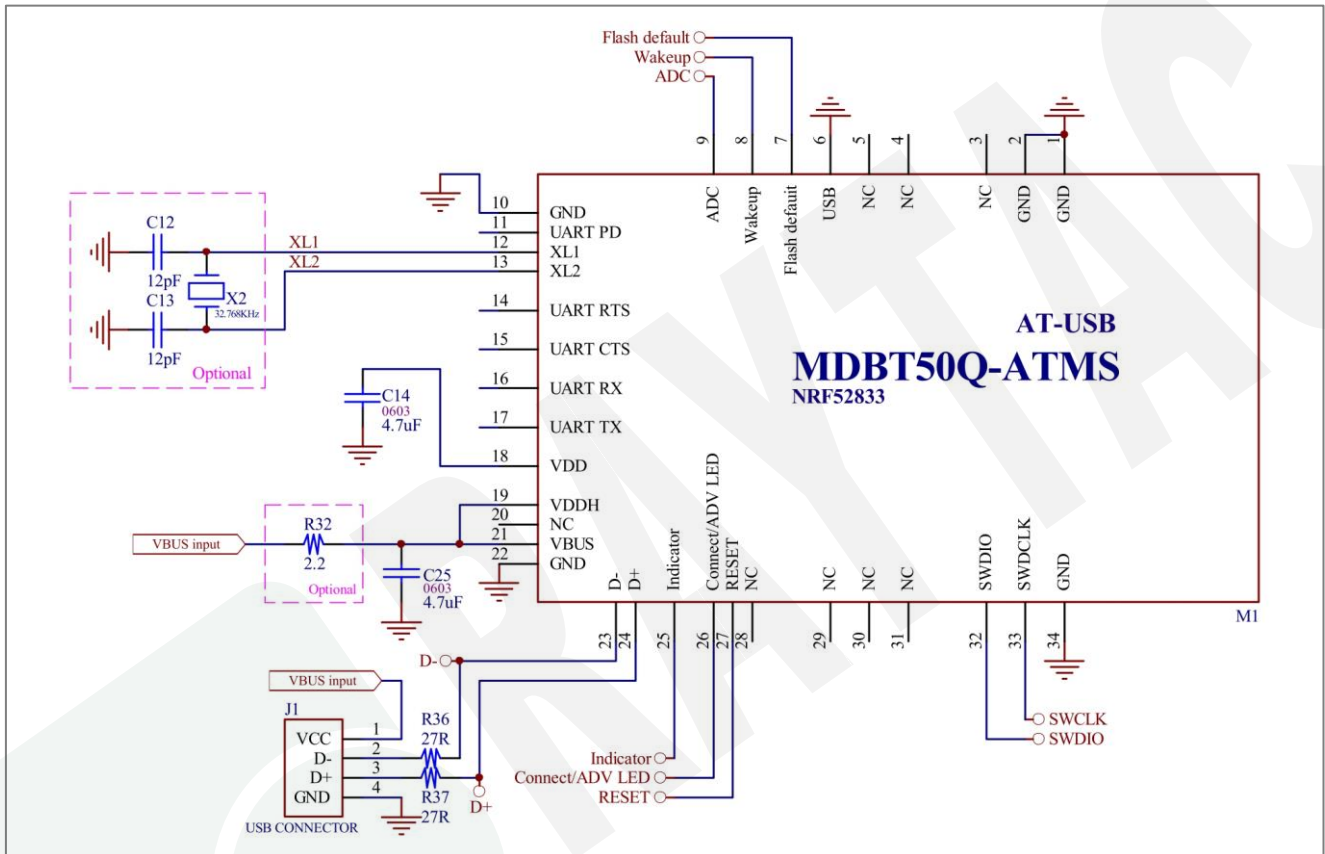 Flash default
Wakeup
ADC
9
8
7
6
5
4
3
2
1
ADC
Wakeup
Flash defauit
USB
NC
NC
NC
GND
GND
10 GND
11 UART PD
12 XL1
13 XL2
14 UART RTS
15 UART CTS
16 UART RX
17 UART TX
18 VDD
19 VDDH
20 NC
21 VBUS
22 GND
C12
12pF
C13
12pF
XL1
XL2
X2
32.768KHz
Optional
C14
0603
4.7uF
AT-USB
MDBT50Q-ATMS
NRF52833
VBUS input
R32
2.2
Optional
C25
0603
4.7uF
D-
D+
Indicator
Connect/ADV LED
RESET
NC
NC
NC
NC
SWDIO
SWDCLK
GND
M1
23
24
25
26
27
28
29
30
31
32
33
34
D-
VBUS input
J1
VCC 1
D- 2
D+ 3
GND 4
USB CONNECTOR
R36
27R
R37
27R
D+
Indicator
Connect/ADV LED
RESET
SWCLK
SWDIO
RAYTAC